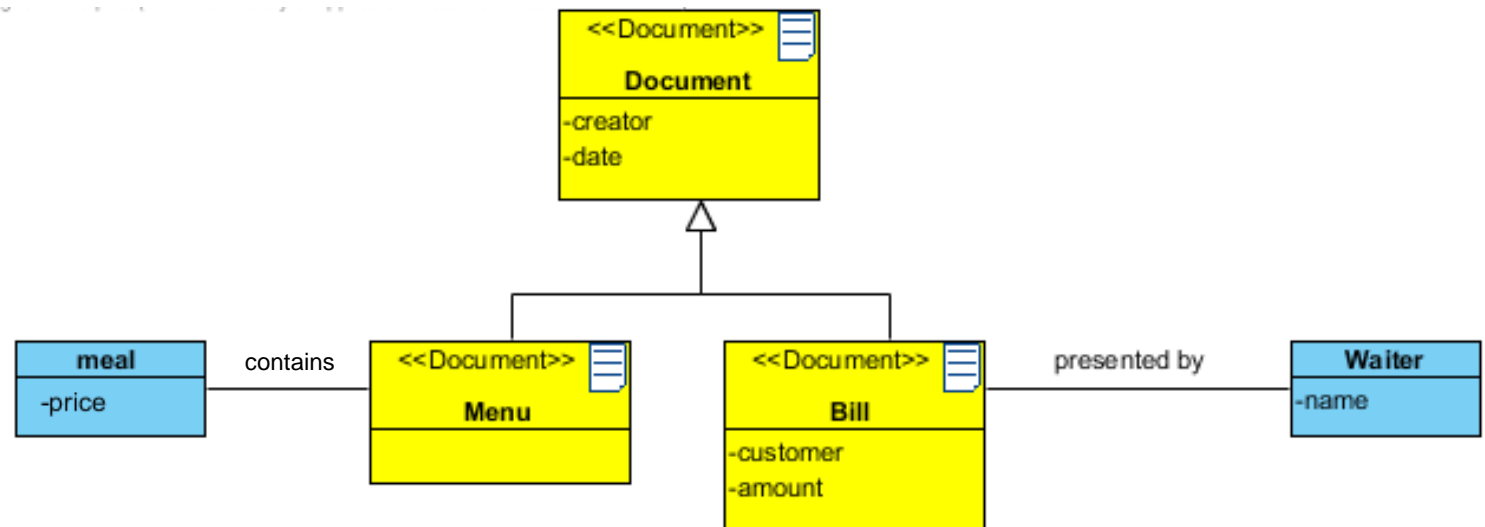 <<Document>>
Document
-creator
-date
meal
-price
contains
<<Document>>
Menu
<<Document>>
Bill
-customer
-amount
presented by
Waiter
-name